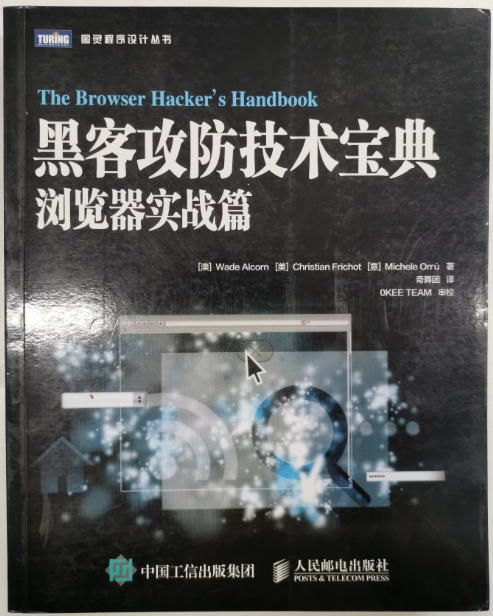 TURING 图灵程序设计丛书
The Browser Hacker's Handbook
黑客攻防技术宝典
浏览器实战篇
[澳] Wade Alcorn [美] Christian Frichot [意] Michele Orrù 著
奇舞团 译
0KEE TEAM 审校
中国工信出版集团
人民邮电出版社
POSTS & TELECOM PRESS